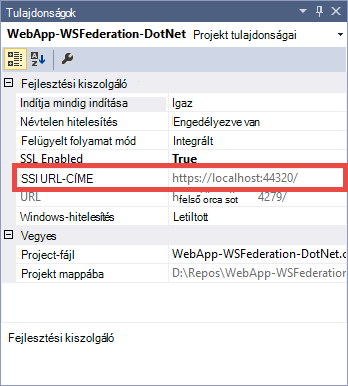 Tulajdonságok
WebApp-WSFederation-DotNet Projekt tulajdonságai
Fejlesztési kiszolgáló
Indítja mindig indítása Igaz
Névtelen hitelesítés Engedélyezve van
Felügyelt folyamat mód Integrált
SSL Enabled True
SSI URL-CÍME https://localhost:44320/
URL felső orca sot 4279/
Windows-hitelesítés Letiltott
Vegyes
Project-fájl WebApp-WSFederation-DotNet.c
Projekt mappába D:\Repos\WebApp-WSFederation
Fejlesztési kiszolgáló